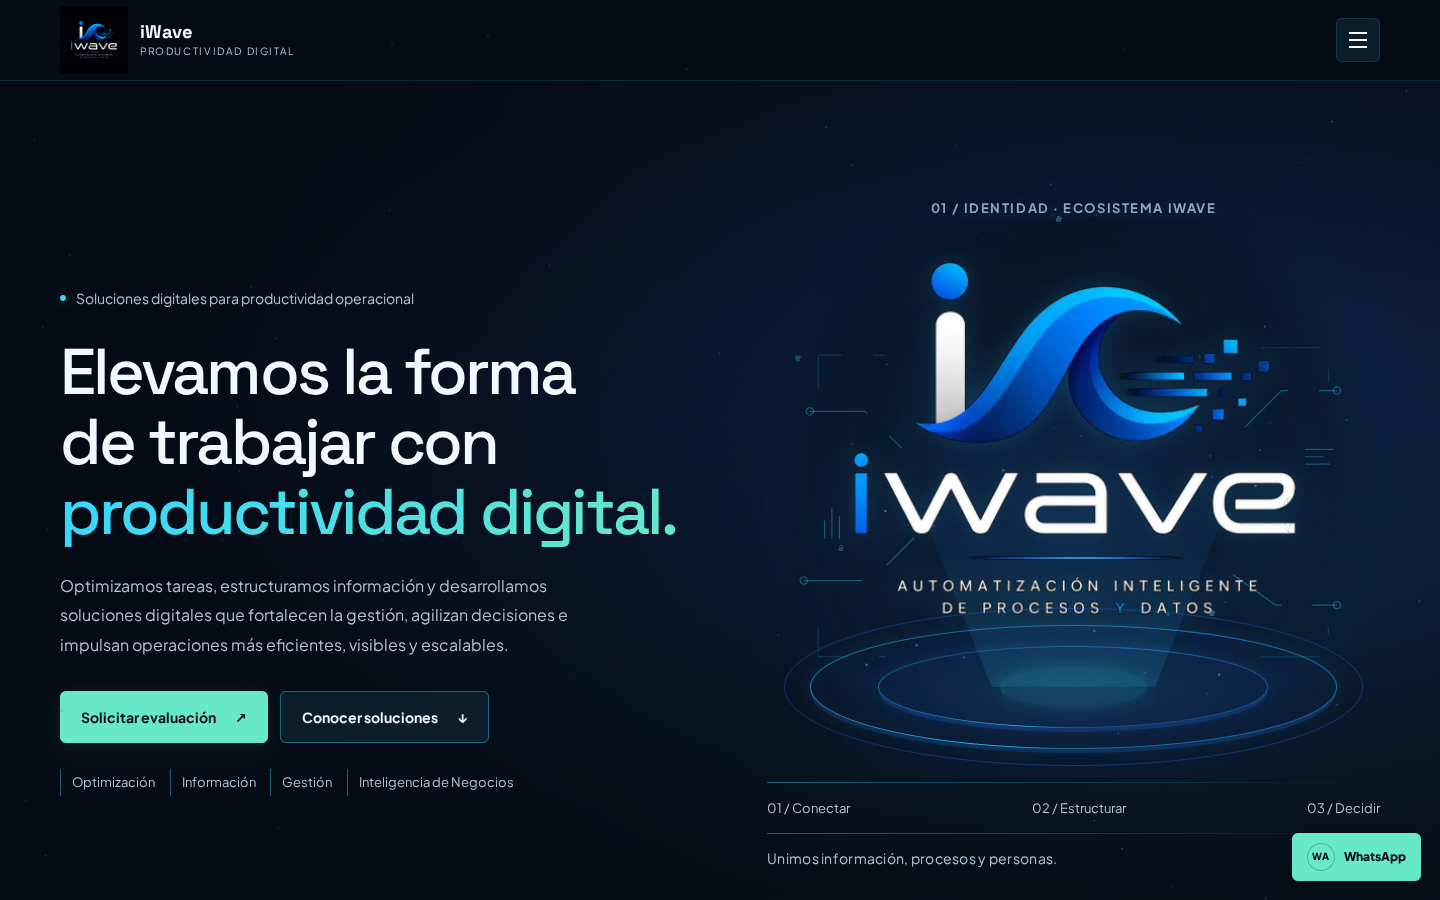 iwave
iWave
PRODUCTIVIDAD DIGITAL
Soluciones digitales para productividad operacional
Elevamos la forma
de trabajar con
productividad digital.
Optimizamos tareas, estructuramos información y desarrollamos
soluciones digitales que fortalecen la gestión, agilizan decisiones e
impulsan operaciones más eficientes, visibles y escalables.
Solicitar evaluación ↗
Conocer soluciones ↓
Optimización
Información
Gestión
Inteligencia de Negocios
01 / IDENTIDAD · ECOSISTEMA IWAVE
iwave
AUTOMATIZACIÓN INTELIGENTE
DE PROCESOS Y DATOS
01 / Conectar
02 / Estructurar
03 / Decidir
Unimos información, procesos y personas.
WA WhatsApp